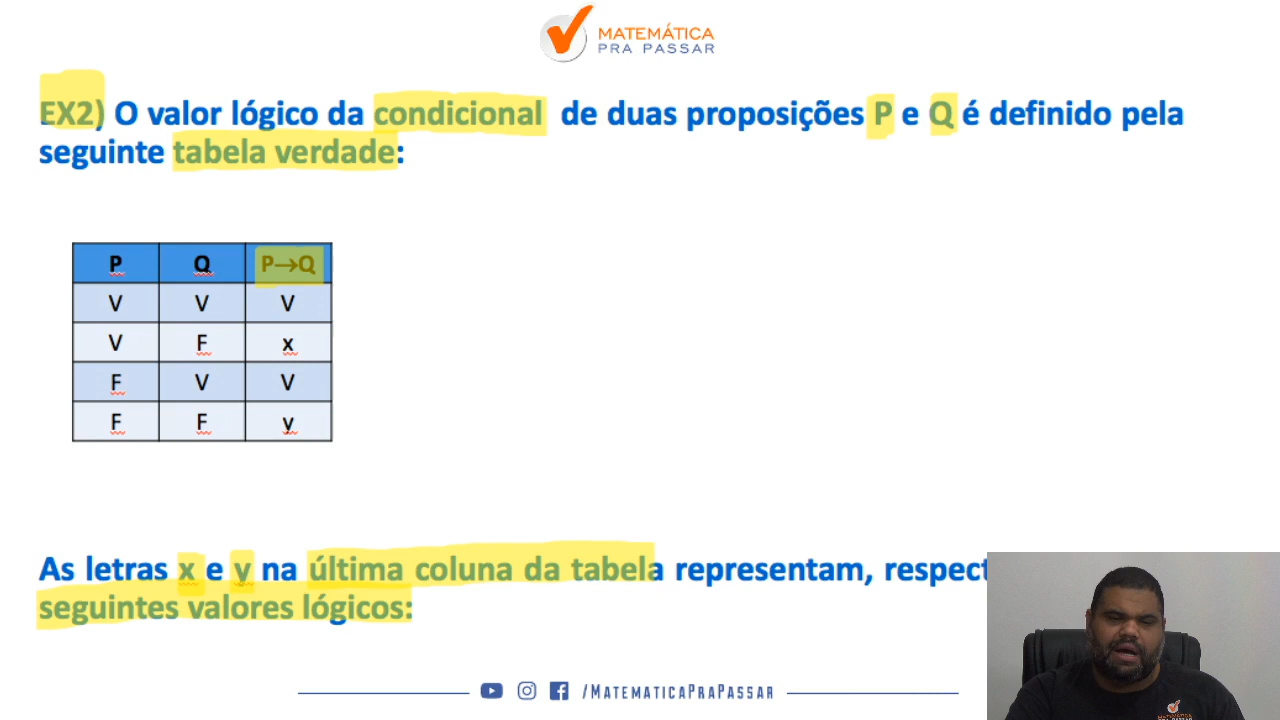 MATEMÁTICA
PRA PASSAR
EX2) O valor lógico da condicional de duas proposições P e Q é definido pela
seguinte tabela verdade:
P Q P→Q
V V V
V F x
F V V
F F y
As letras x e y na última coluna da tabela representam,
seguintes valores lógicos:
/MATEMATICAPRAPASSAR